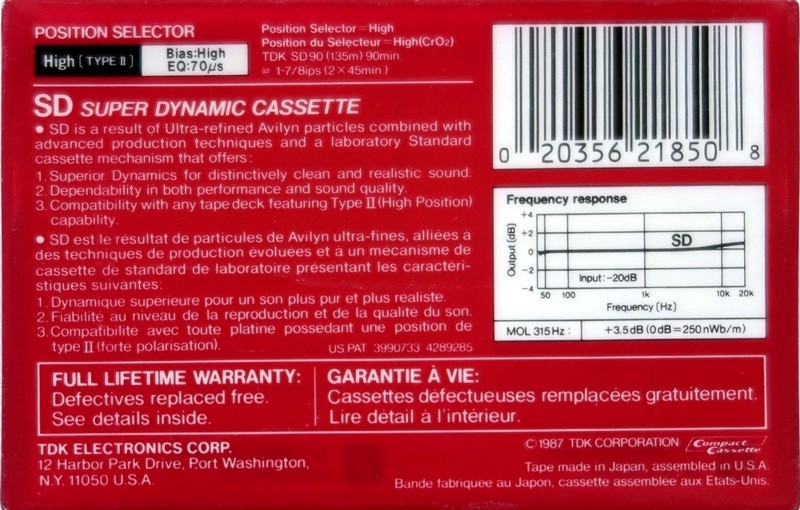 POSITION SELECTOR
High [TYPE II]
Bias:High
EQ:70µs
Position Selector=High
Position du Sélecteur=High(CrO2)
TDK SD90 (135m) 90min.
@ 1-7/8ips (2×45min)
SD SUPER DYNAMIC CASSETTE
• SD is a result of Ultra-refined Avilyn particles combined with
advanced production techniques and a laboratory Standard
cassette mechanism that offers:
1. Superior Dynamics for distinctively clean and realistic sound.
2. Dependability in both performance and sound quality.
3. Compatibility with any tape deck featuring Type II (High Position)
capability.
• SD est le résultat de particules de Avilyn ultra-fines, alliées à
des techniques de production évoluées et à un mécanisme de
cassette de standard de laboratoire présentant les caractéri-
stiques suivantes:
1. Dynamique supérieure pour un son plus pur et plus réaliste.
2. Fiabilité au niveau de la reproduction et de la qualité du son.
3. Compatibilité avec toute platine possédant une position de
type II (forte polarisation).
US PAT 3990733 4289285
0 20356 21850 8
Frequency response
Output (dB)
+4
+2
0
−2
−4
SD
Input:−20dB
50 100 1k 10k 20k
Frequency (Hz)
MOL 315Hz: +3.5dB (0dB=250nWb/m)
FULL LIFETIME WARRANTY:
Defectives replaced free.
See details inside.
GARANTIE À VIE:
Cassettes défectueuses remplacées gratuitement.
Lire détail à l'intérieur.
TDK ELECTRONICS CORP.
12 Harbor Park Drive, Port Washington,
N.Y. 11050 U.S.A.
©1987 TDK CORPORATION
Compact
Cassette
Tape made in Japan, assembled in U.S.A.
Bande fabriquée au Japon, cassette assemblée aux Etats-Unis.